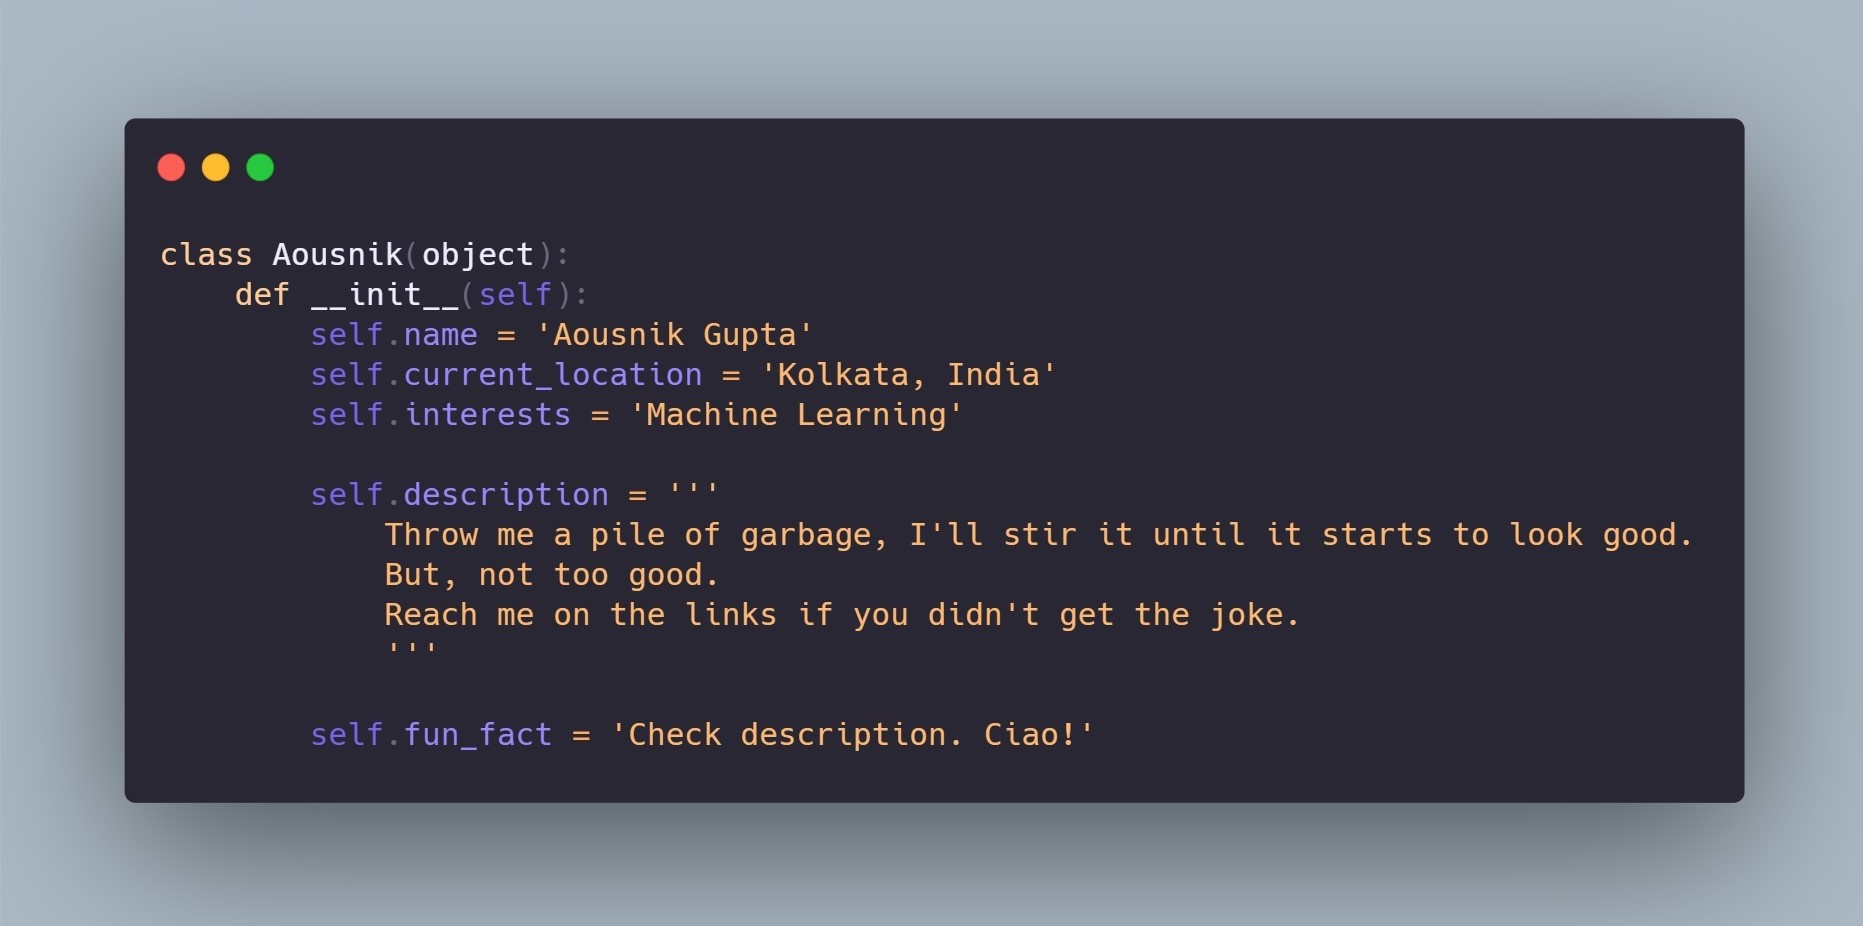 class Aousnik(object):
    def __init__(self):
        self.name = 'Aousnik Gupta'
        self.current_location = 'Kolkata, India'
        self.interests = 'Machine Learning'

        self.description = '''
            Throw me a pile of garbage, I'll stir it until it starts to look good.
            But, not too good.
            Reach me on the links if you didn't get the joke.
            '''

        self.fun_fact = 'Check description. Ciao!'